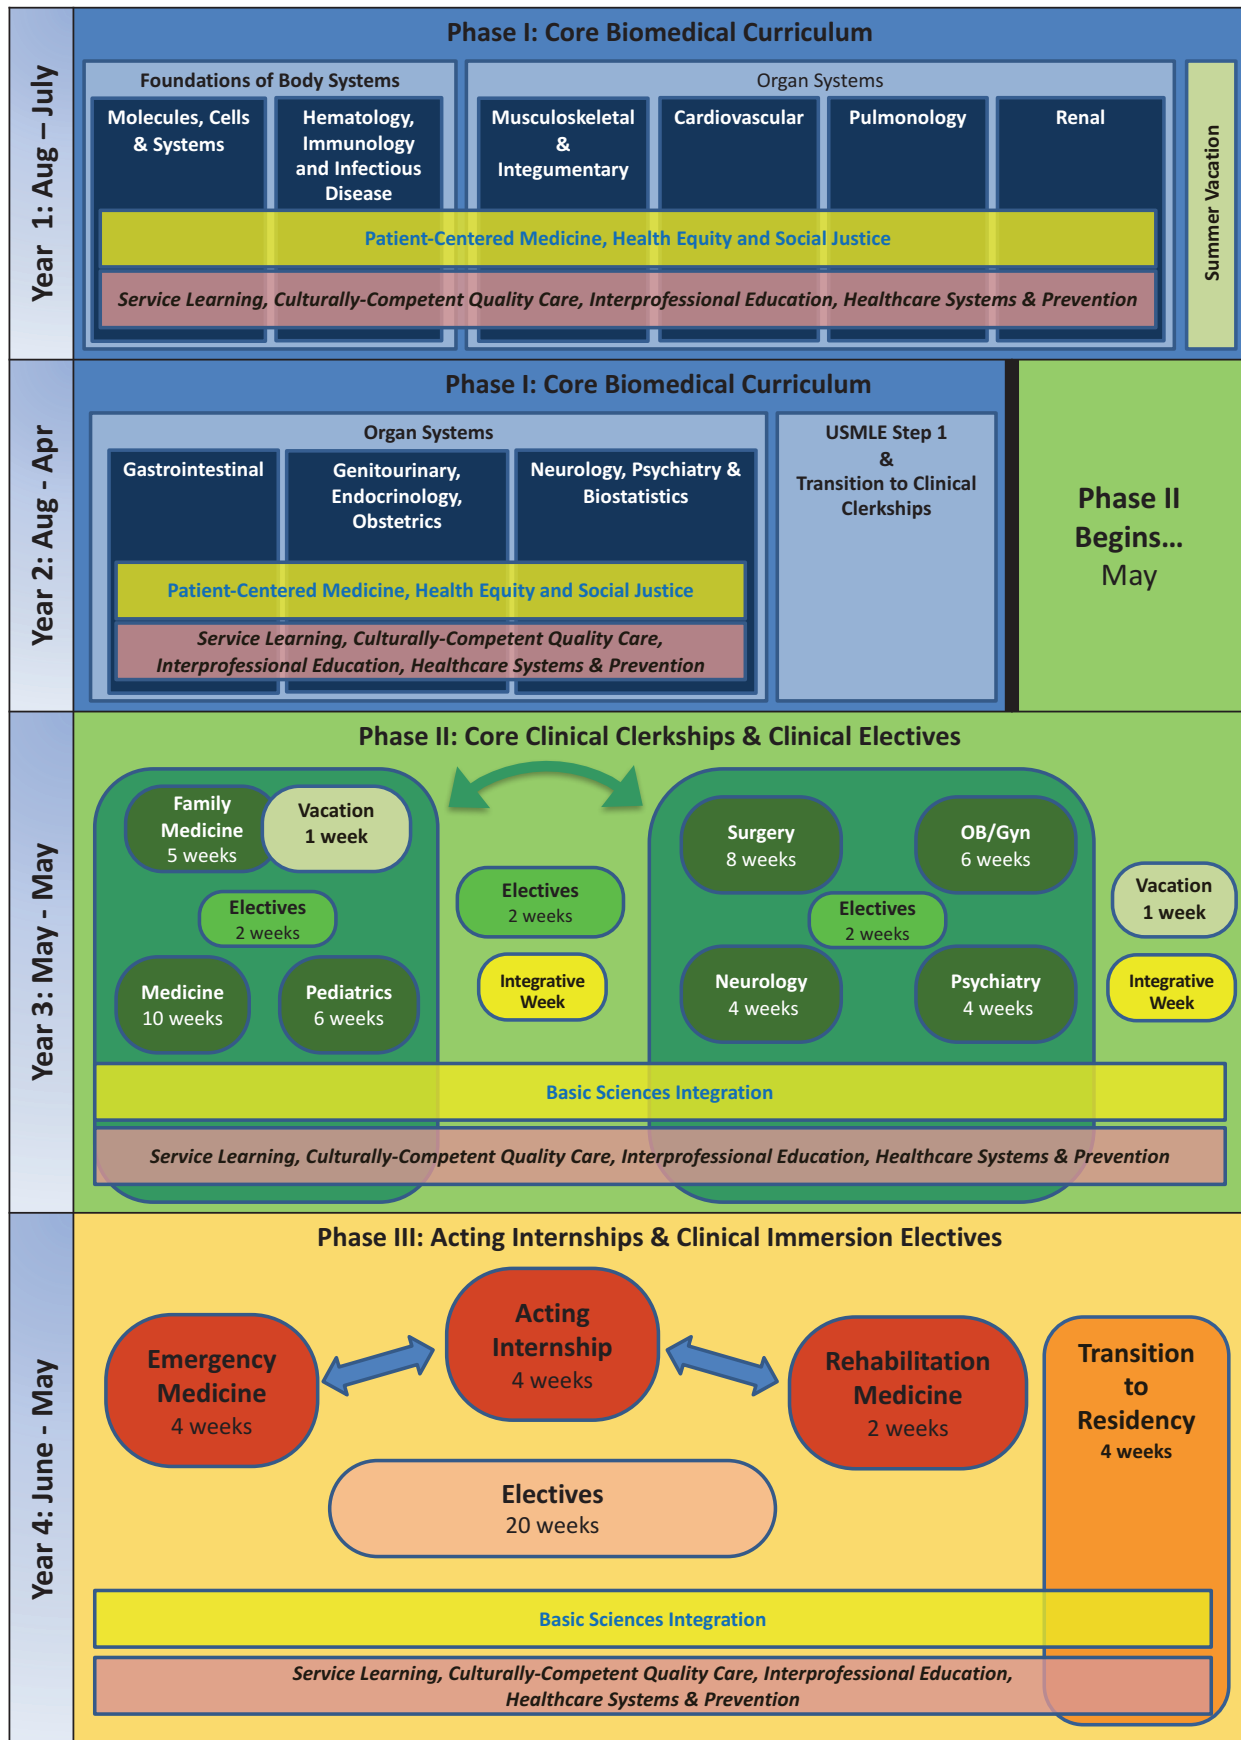 Year 1: Aug – July
Phase I: Core Biomedical Curriculum
Foundations of Body Systems
Molecules, Cells
& Systems
Hematology,
Immunology
and Infectious
Disease
Organ Systems
Musculoskeletal
&
Integumentary
Cardiovascular
Pulmonology
Renal
Patient-Centered Medicine, Health Equity and Social Justice
Service Learning, Culturally-Competent Quality Care, Interprofessional Education, Healthcare Systems & Prevention
Summer Vacation
Year 2: Aug - Apr
Phase I: Core Biomedical Curriculum
Organ Systems
Gastrointestinal
Genitourinary,
Endocrinology,
Obstetrics
Neurology, Psychiatry &
Biostatistics
Patient-Centered Medicine, Health Equity and Social Justice
Service Learning, Culturally-Competent Quality Care,
Interprofessional Education, Healthcare Systems & Prevention
USMLE Step 1
&
Transition to Clinical
Clerkships
Phase II
Begins…
May
Year 3: May - May
Phase II: Core Clinical Clerkships & Clinical Electives
Family
Medicine
5 weeks
Vacation
1 week
Electives
2 weeks
Medicine
10 weeks
Pediatrics
6 weeks
Electives
2 weeks
Integrative
Week
Surgery
8 weeks
OB/Gyn
6 weeks
Electives
2 weeks
Neurology
4 weeks
Psychiatry
4 weeks
Vacation
1 week
Integrative
Week
Basic Sciences Integration
Service Learning, Culturally-Competent Quality Care, Interprofessional Education, Healthcare Systems & Prevention
Year 4: June - May
Phase III: Acting Internships & Clinical Immersion Electives
Emergency
Medicine
4 weeks
Acting
Internship
4 weeks
Rehabilitation
Medicine
2 weeks
Transition
to
Residency
4 weeks
Electives
20 weeks
Basic Sciences Integration
Service Learning, Culturally-Competent Quality Care, Interprofessional Education,
Healthcare Systems & Prevention